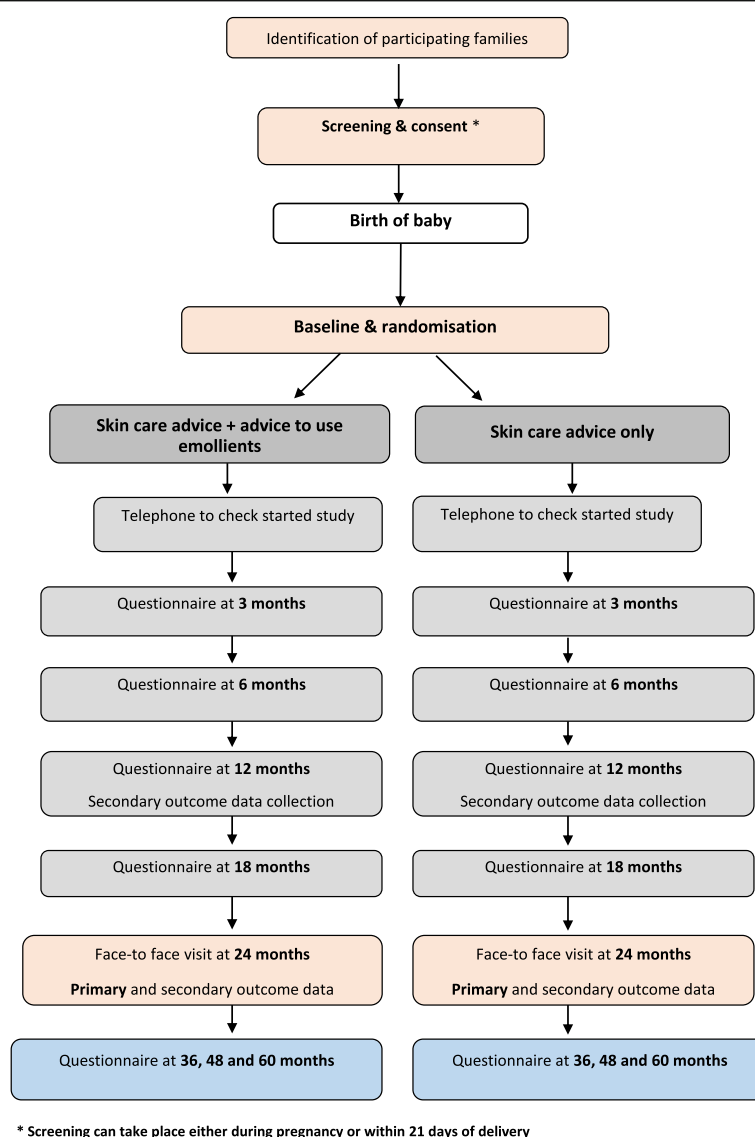 Identification of participating families
Screening & consent *
Birth of baby
Baseline & randomisation
Skin care advice + advice to use
emollients
Skin care advice only
Telephone to check started study
Telephone to check started study
Questionnaire at 3 months
Questionnaire at 3 months
Questionnaire at 6 months
Questionnaire at 6 months
Questionnaire at 12 months
Secondary outcome data collection
Questionnaire at 12 months
Secondary outcome data collection
Questionnaire at 18 months
Questionnaire at 18 months
Face-to face visit at 24 months
Primary and secondary outcome data
Face-to face visit at 24 months
Primary and secondary outcome data
Questionnaire at 36, 48 and 60 months
Questionnaire at 36, 48 and 60 months
* Screening can take place either during pregnancy or within 21 days of delivery